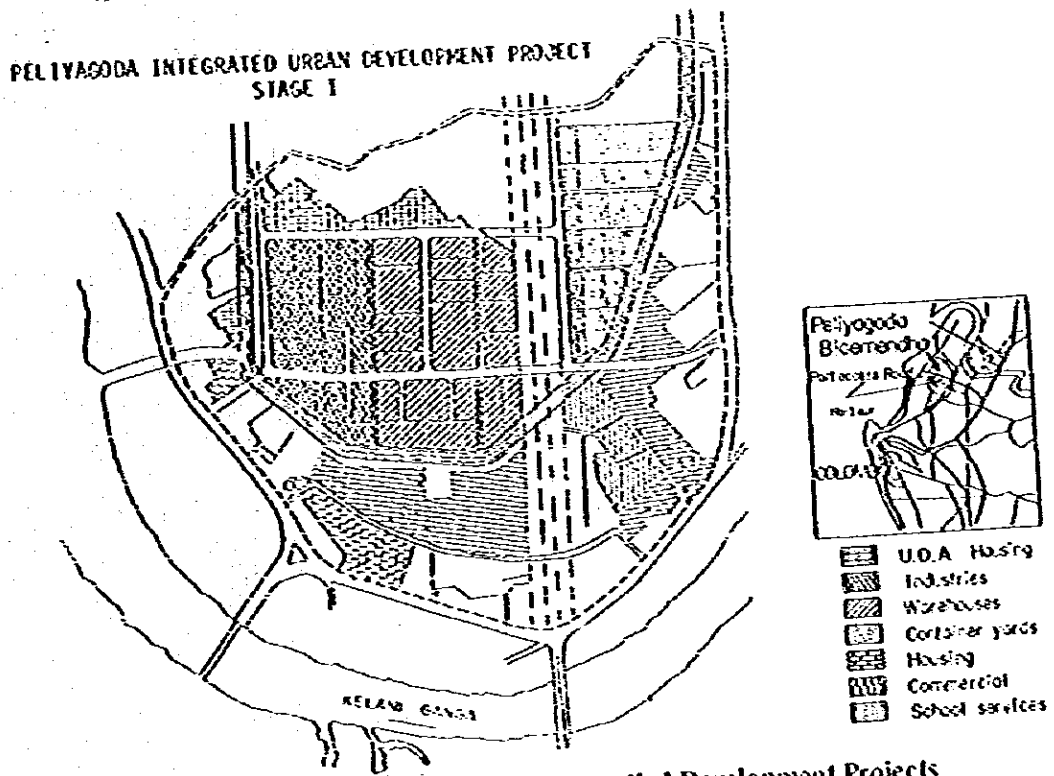 PELIYAGODA INTEGRATED URBAN DEVELOPMENT PROJECT
STAGE I
Peliyagoda
COLOMBO
U.D.A Housing
Industries
Warehouses
Container yards
Housing
Commercial
School services
KELANI GANGA
Development Projects